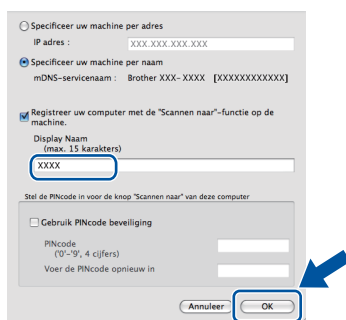 Specificeer uw machine per adres
IP adres : XXX.XXX.XXX.XXX
Specificeer uw machine per naam
mDNS-servicenaam : Brother XXX-XXXX [XXXXXXXXXXXX]
Registreer uw computer met de "Scannen naar"-functie op de
machine.
Display Naam
(max. 15 karakters)
XXXX
Stel de PINcode in voor de knop "Scannen naar" van deze computer
Gebruik PINcode beveiliging
PINcode
('0'-'9', 4 cijfers)
Voer de PINcode opnieuw in
Annuleer OK